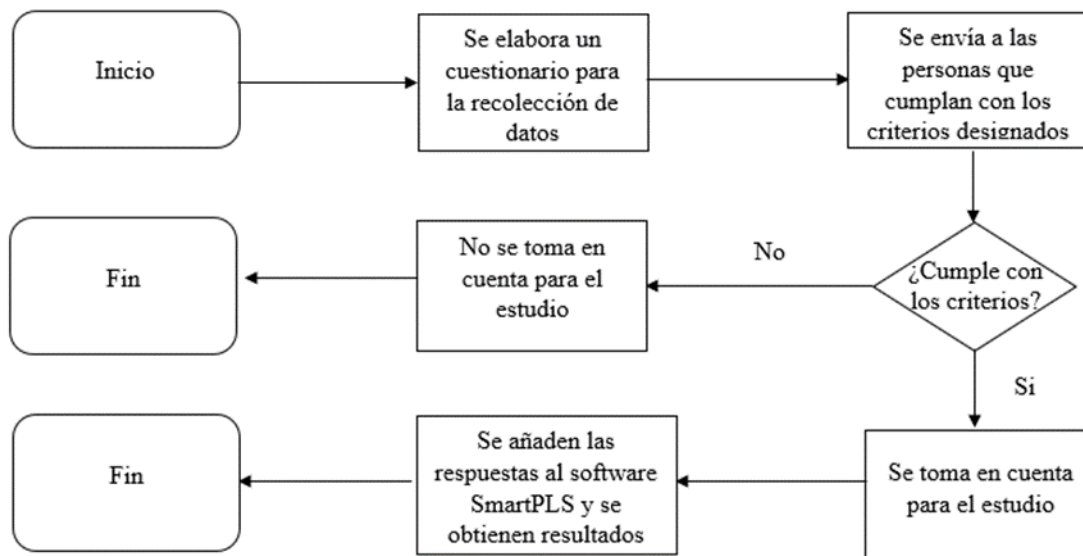 Inicio
Se elabora un
cuestionario para
la recolección de
datos
Se envía a las
personas que
cumplan con los
criterios designados
¿Cumple con
los criterios?
No
No se toma en
cuenta para el
estudio
Fin
Si
Se toma en cuenta
para el estudio
Se añaden las
respuestas al software
SmartPLS y se
obtienen resultados
Fin